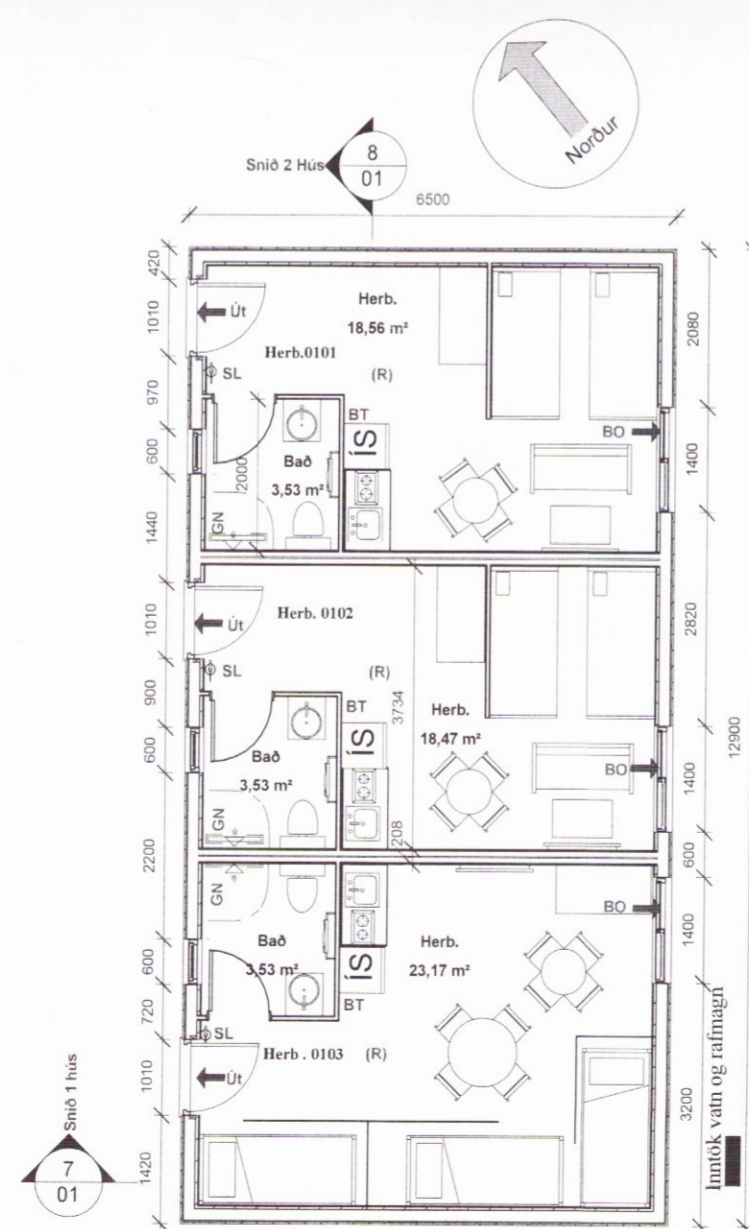 Norður
Snið 2 Hús
8
01
6500
420
1010
970
600
1440
1010
900
600
2200
600
720
1010
1420
2080
1400
2820
1400
600
1400
3200
12900
Herb.
18,56 m²
Út
Herb.0101
SL
(R)
BT
ÍS
BO
Bað
3,53 m²
2000
GN
Herb. 0102
Út
SL
(R)
BT
3734
Herb.
18,47 m²
ÍS
BO
Bað
3,53 m²
GN
208
GN
Bað
3,53 m²
Herb.
23,17 m²
BO
ÍS
BT
SL
Herb . 0103
(R)
Út
Inntök vatn og rafmagn
Snið 1 hús
7
01